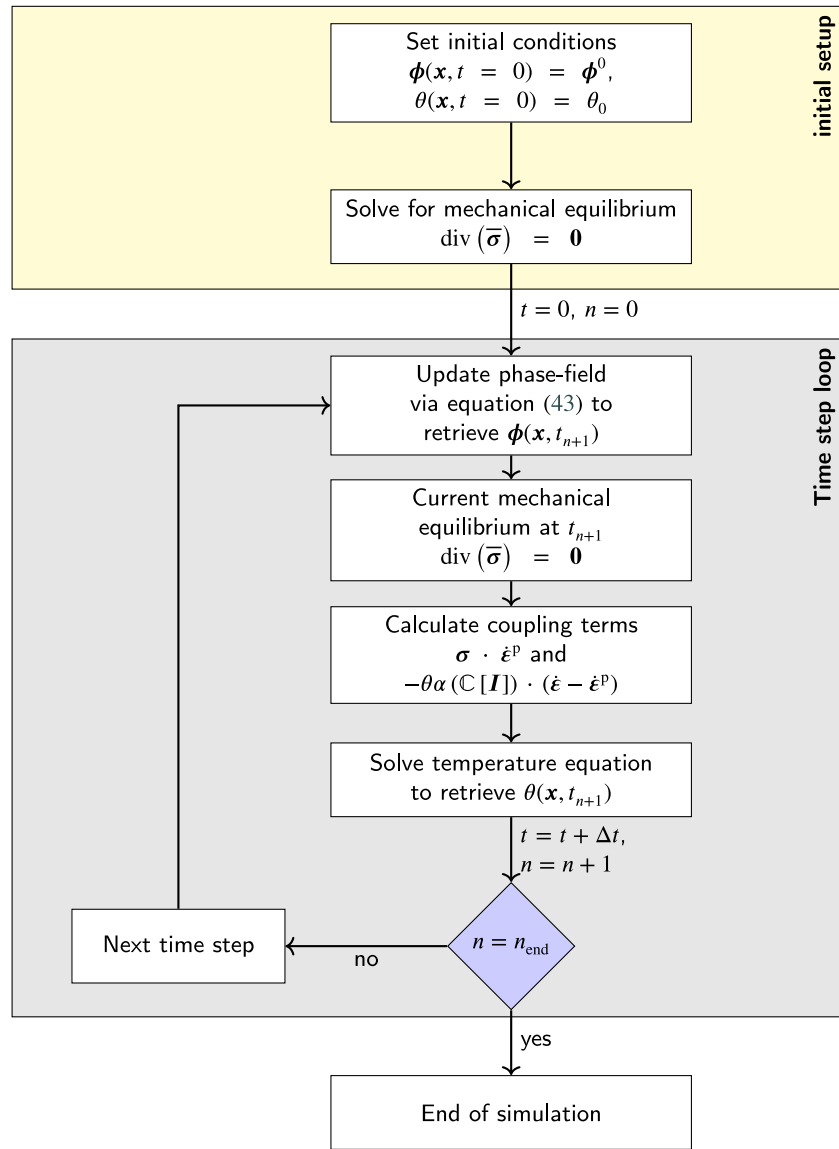 Set initial conditions
ϕ(x, t = 0) = ϕ⁰,
θ(x, t = 0) = θ₀
initial setup
Solve for mechanical equilibrium
div (σ̅) = 0
t = 0, n = 0
Time step loop
Update phase-field
via equation (43) to
retrieve ϕ(x, tₙ₊₁)
Current mechanical
equilibrium at tₙ₊₁
div (σ̅) = 0
Calculate coupling terms
σ · ε̇ᵖ and
−θα (ℂ [I]) · (ε̇ − ε̇ᵖ)
Solve temperature equation
to retrieve θ(x, tₙ₊₁)
t = t + Δt,
n = n + 1
Next time step
no
n = n_end
yes
End of simulation